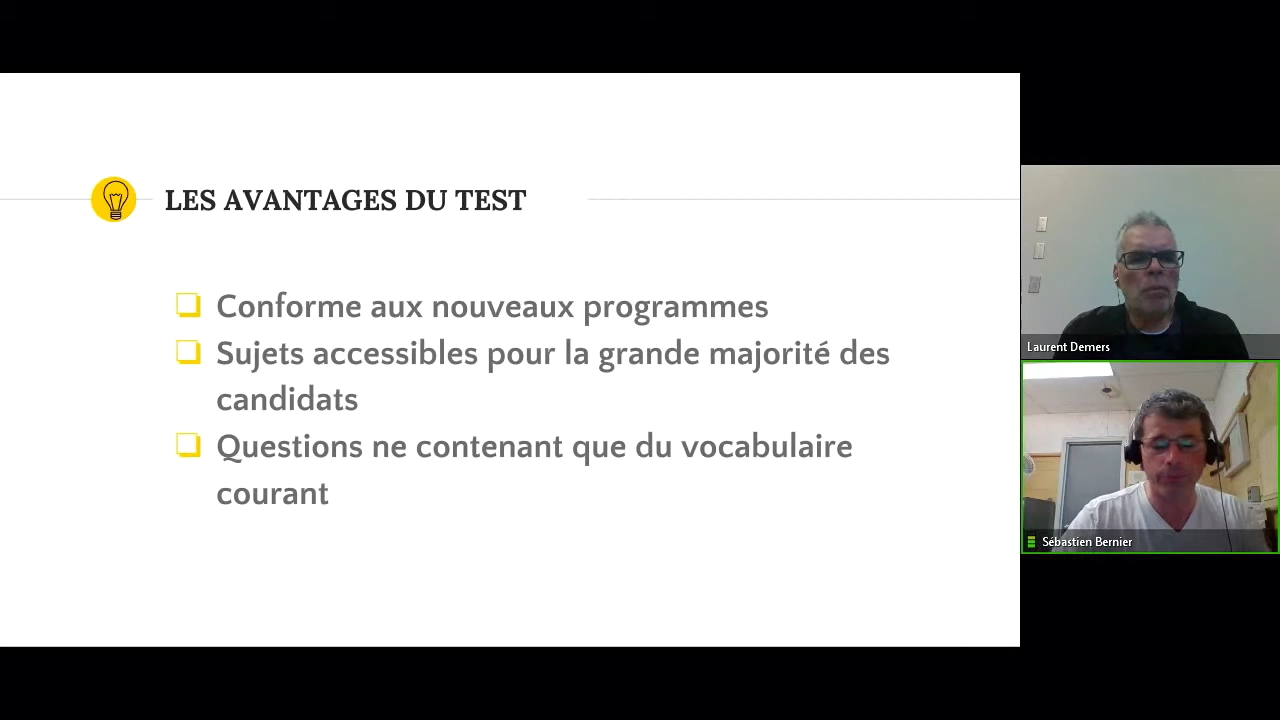 LES AVANTAGES DU TEST
Conforme aux nouveaux programmes
Sujets accessibles pour la grande majorité des
candidats
Questions ne contenant que du vocabulaire
courant
Laurent Demers
Sébastien Bernier